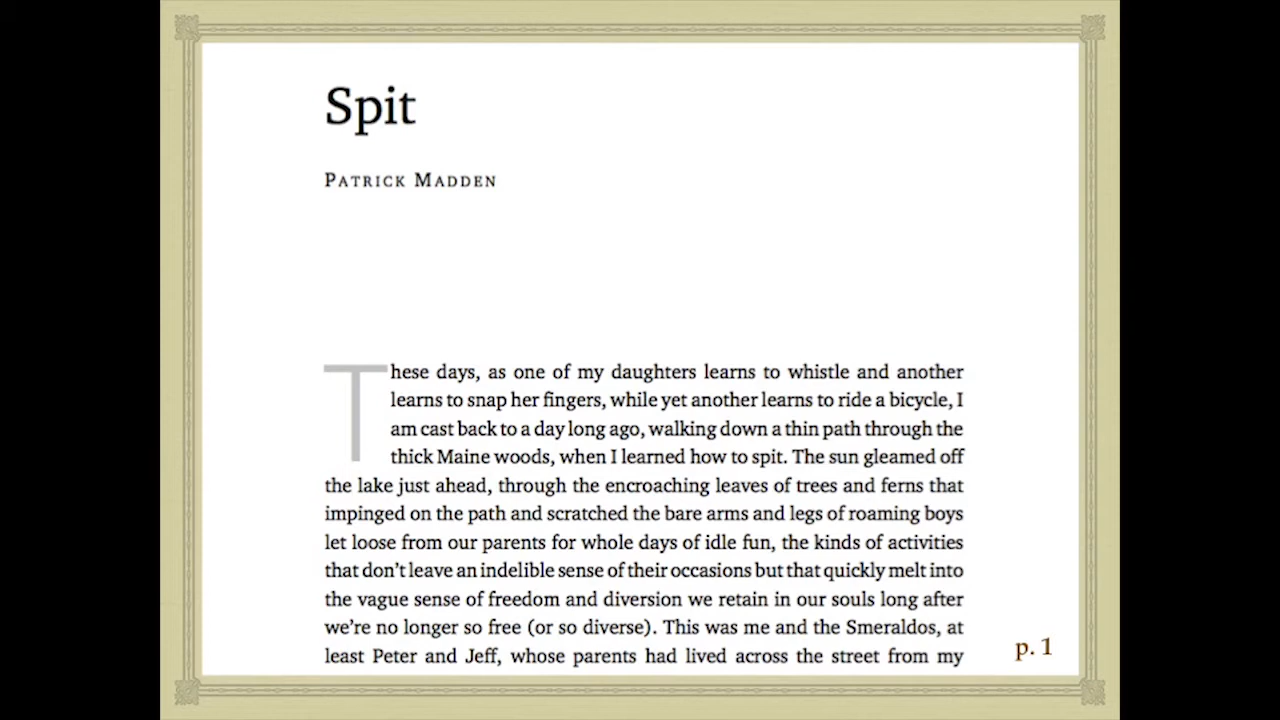 Spit
Patrick Madden
These days, as one of my daughters learns to whistle and another
learns to snap her fingers, while yet another learns to ride a bicycle, I
am cast back to a day long ago, walking down a thin path through the
thick Maine woods, when I learned how to spit. The sun gleamed off
the lake just ahead, through the encroaching leaves of trees and ferns that
impinged on the path and scratched the bare arms and legs of roaming boys
let loose from our parents for whole days of idle fun, the kinds of activities
that don’t leave an indelible sense of their occasions but that quickly melt into
the vague sense of freedom and diversion we retain in our souls long after
we’re no longer so free (or so diverse). This was me and the Smeraldos, at
least Peter and Jeff, whose parents had lived across the street from my
p. 1